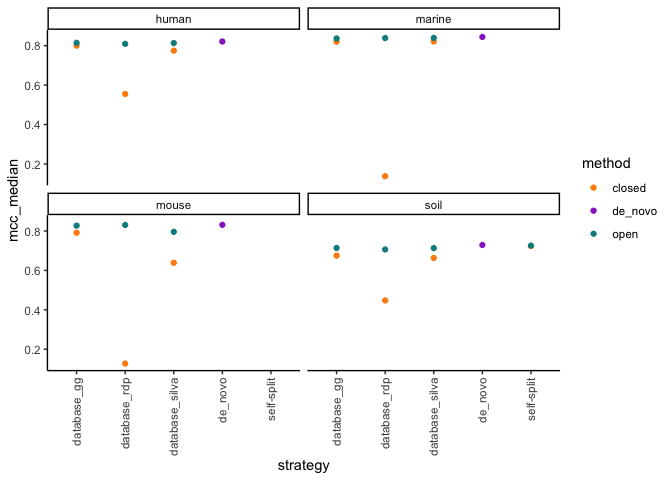 human
marine
0.8
0.6
0.4
0.2
mouse
soil
0.8
0.6
0.4
0.2
mcc_median
database_gg
database_rdp
database_silva
de_novo
self-split
database_gg
database_rdp
database_silva
de_novo
self-split
strategy
method
closed
de_novo
open